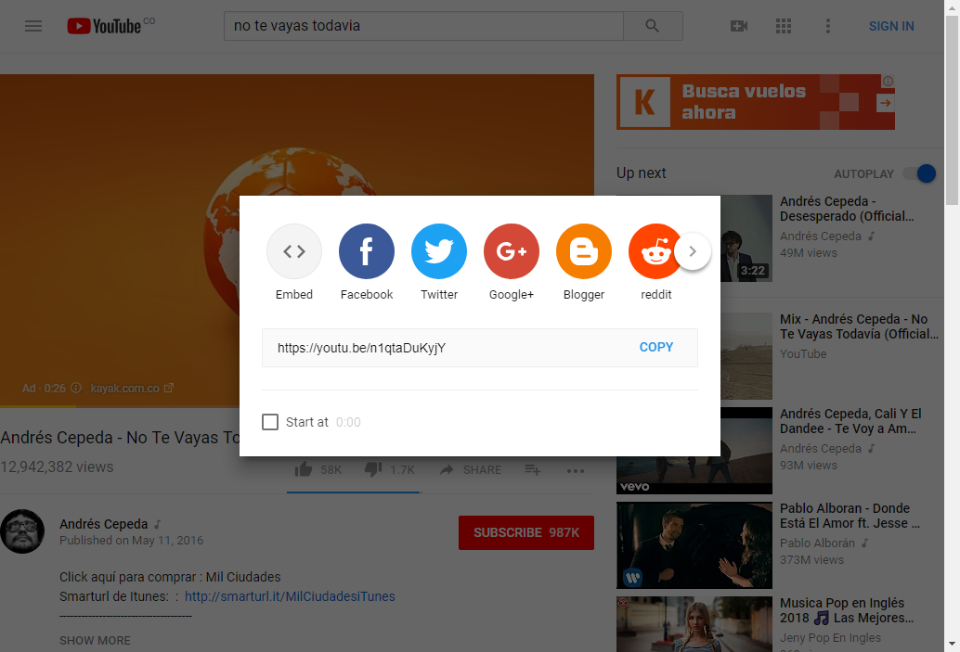 YouTube CO
no te vayas todavia
SIGN IN
K
Busca vuelos
ahora
Up next
AUTOPLAY
Andrés Cepeda -
Desesperado (Official...
Andrés Cepeda
49M views
3:22
Embed
Facebook
Twitter
G+
Google+
Blogger
reddit
https://youtu.be/n1qtaDuKyjY
COPY
Start at 0:00
Mix - Andrés Cepeda - No
Te Vayas Todavía (Official...
YouTube
Ad · 0:26
kayak.com.co
Andrés Cepeda - No Te Vayas To
12,942,382 views
58K
1.7K
SHARE
Andrés Cepeda, Cali Y El
Dandee - Te Voy a Am...
Andrés Cepeda
93M views
vevo
Andrés Cepeda
Published on May 11, 2016
SUBSCRIBE 987K
Click aquí para comprar : Mil Ciudades
Smarturl de Itunes: : http://smarturl.it/MilCiudadesiTunes
-------------------------------------
SHOW MORE
Pablo Alboran - Donde
Está El Amor ft. Jesse ...
Pablo Alborán
373M views
W
Musica Pop en Inglés
2018 🎵 Las Mejores...
Jeny Pop En Ingles